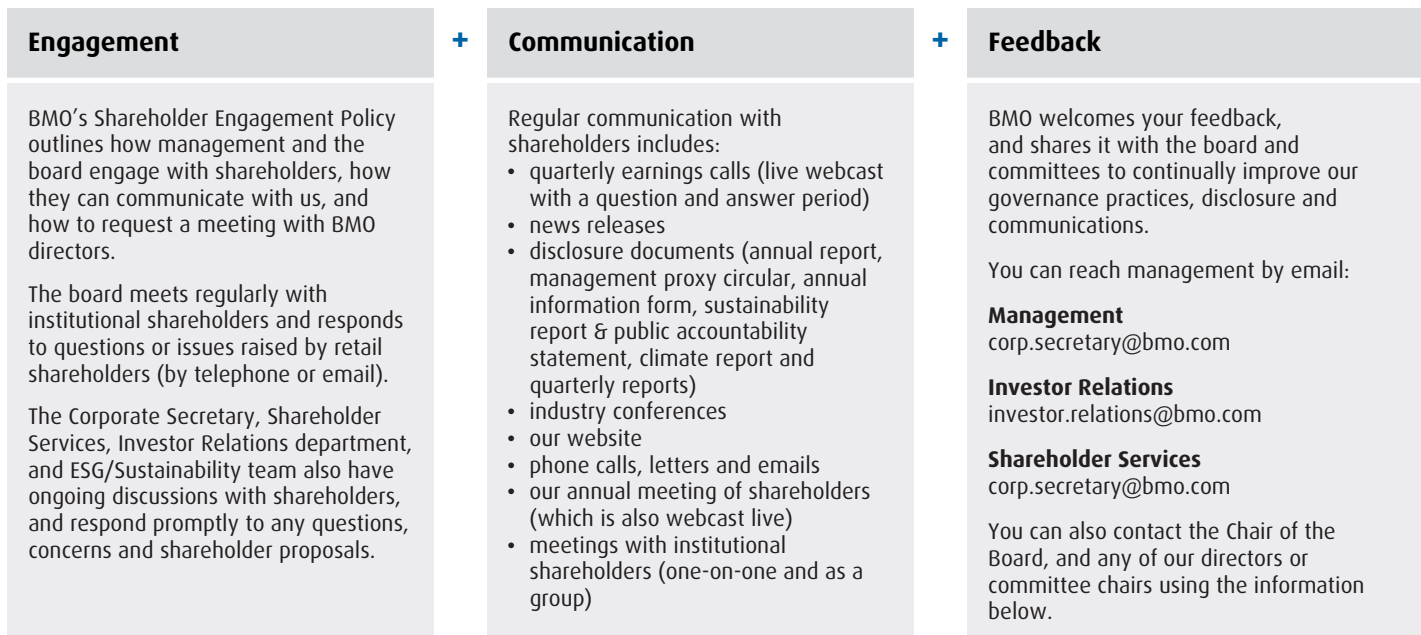 Engagement
BMO's Shareholder Engagement Policy
outlines how management and the
board engage with shareholders, how
they can communicate with us, and
how to request a meeting with BMO
directors.
The board meets regularly with
institutional shareholders and responds
to questions or issues raised by retail
shareholders (by telephone or email).
The Corporate Secretary, Shareholder
Services, Investor Relations department,
and ESG/Sustainability team also have
ongoing discussions with shareholders,
and respond promptly to any questions,
concerns and shareholder proposals.
+
Communication
Regular communication with
shareholders includes:
• quarterly earnings calls (live webcast
with a question and answer period)
• news releases
• disclosure documents (annual report,
management proxy circular, annual
information form, sustainability
report & public accountability
statement, climate report and
quarterly reports)
• industry conferences
• our website
• phone calls, letters and emails
• our annual meeting of shareholders
(which is also webcast live)
• meetings with institutional
shareholders (one-on-one and as a
group)
+
Feedback
BMO welcomes your feedback,
and shares it with the board and
committees to continually improve our
governance practices, disclosure and
communications.
You can reach management by email:
Management
corp.secretary@bmo.com
Investor Relations
investor.relations@bmo.com
Shareholder Services
corp.secretary@bmo.com
You can also contact the Chair of the
Board, and any of our directors or
committee chairs using the information
below.